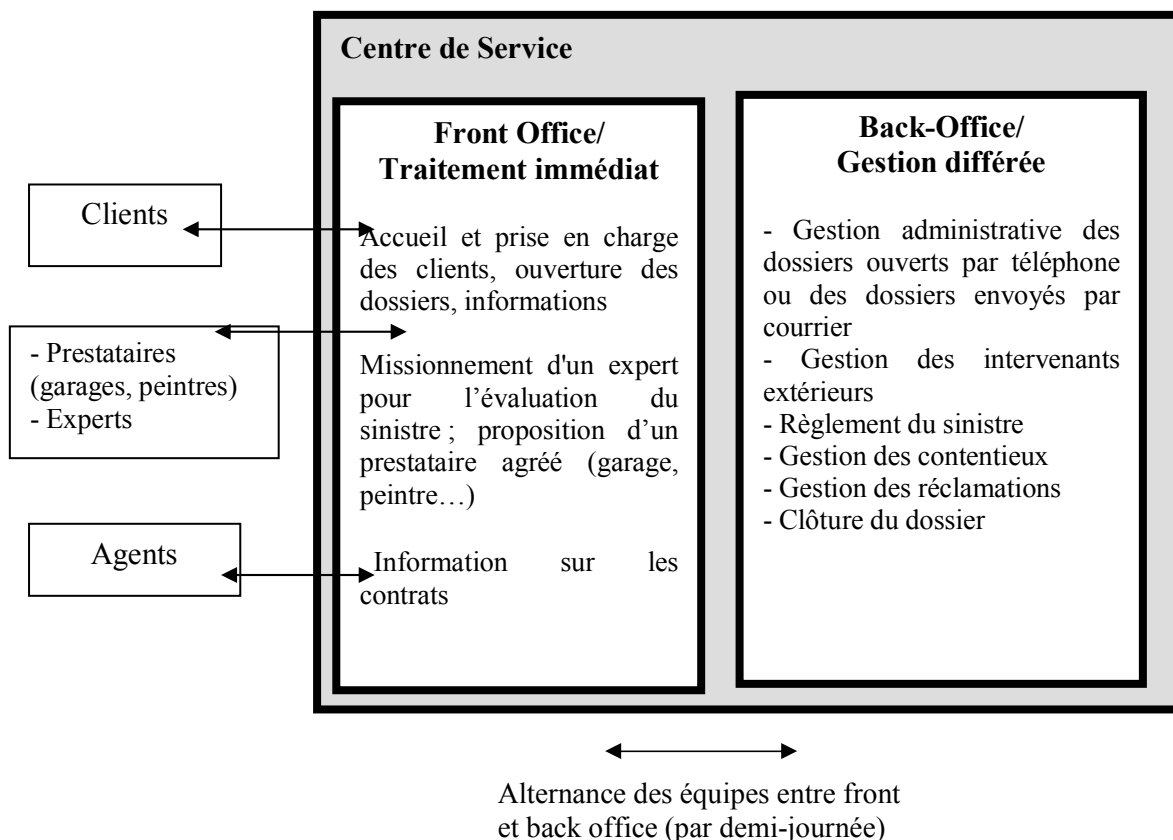 Centre de Service
Front Office/
Traitement immédiat
Accueil et prise en charge
des clients, ouverture des
dossiers, informations
Missionnement d'un expert
pour l’évaluation du
sinistre ; proposition d’un
prestataire agréé (garage,
peintre…)
Information sur les
contrats
Back-Office/
Gestion différée
- Gestion administrative des
dossiers ouverts par téléphone
ou des dossiers envoyés par
courrier
- Gestion des intervenants
extérieurs
- Règlement du sinistre
- Gestion des contentieux
- Gestion des réclamations
- Clôture du dossier
Clients
- Prestataires
(garages, peintres)
- Experts
Agents
Alternance des équipes entre front
et back office (par demi-journée)